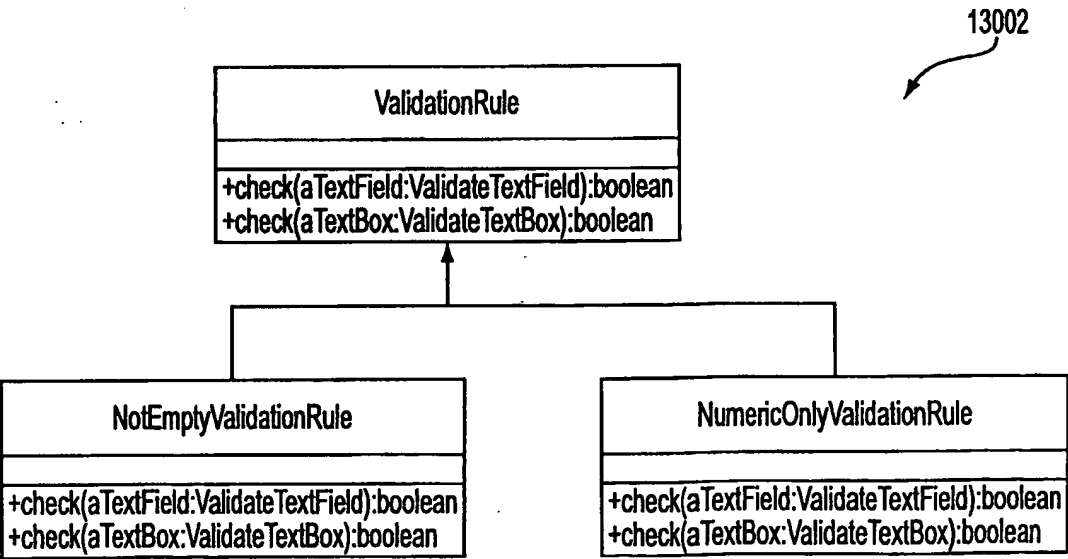 13002
ValidationRule
+check(aTextField:ValidateTextField):boolean
+check(aTextBox:ValidateTextBox):boolean
NotEmptyValidationRule
+check(aTextField:ValidateTextField):boolean
+check(aTextBox:ValidateTextBox):boolean
NumericOnlyValidationRule
+check(aTextField:ValidateTextField):boolean
+check(aTextBox:ValidateTextBox):boolean